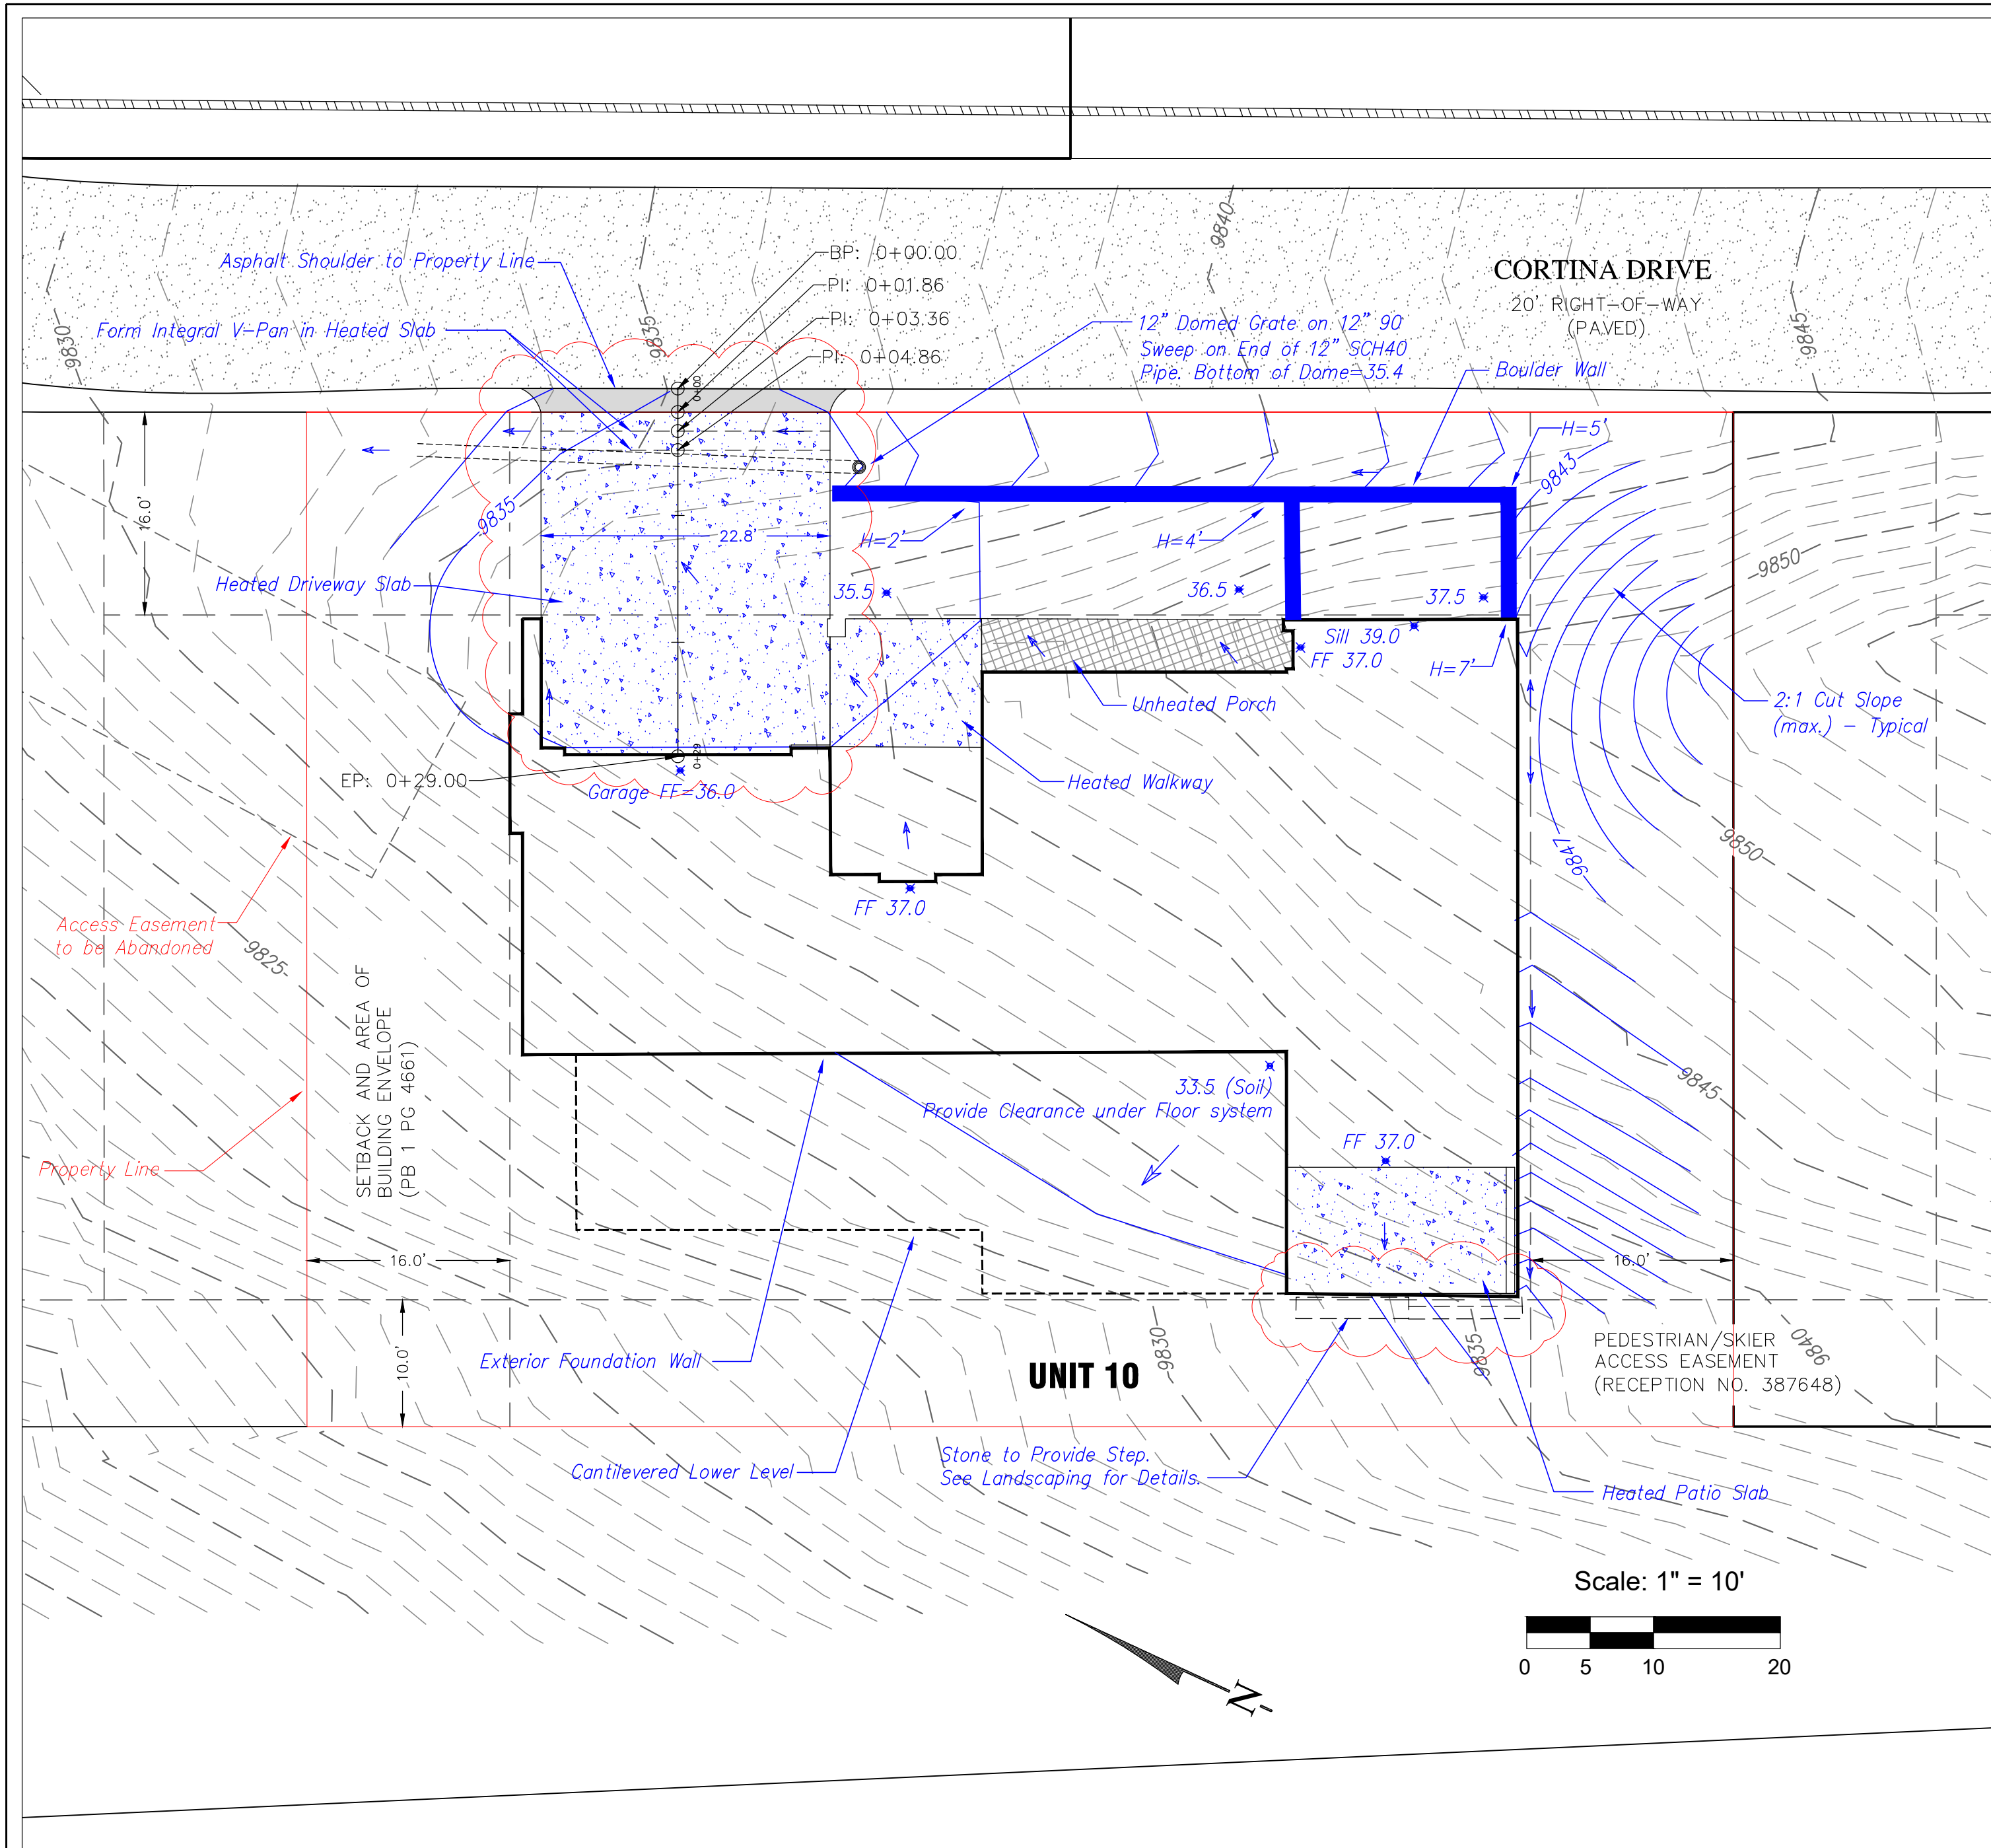 9840
BP: 0+00.00
Asphalt Shoulder to Property Line
CORTINA DRIVE
PI: 0+01.86
20' RIGHT-OF-WAY
(PAVED)
PI: 0+03.36
12" Domed Grate on 12" 90
Sweep on End of 12" SCH40
Pipe. Bottom of Dome=35.4
Form Integral V-Pan in Heated Slab
9830
9835
9845
PI: 0+04.86
Boulder Wall
0+00
H=5'
9843
16.0'
9835
22.8'
H=2'
H=4'
9850
Heated Driveway Slab
35.5
36.5
37.5
Sill 39.0
FF 37.0
H=7'
Unheated Porch
2:1 Cut Slope
(max.) - Typical
0+29
EP: 0+29.00
Garage FF=36.0
Heated Walkway
9850
9847
FF 37.0
Access Easement
to be Abandoned
9825
SETBACK AND AREA OF
BUILDING ENVELOPE
(PB 1 PG 4661)
33.5 (Soil)
Provide Clearance under Floor system
9845
FF 37.0
Property Line
16.0'
16.0'
10.0'
Exterior Foundation Wall
UNIT 10
9830
9835
PEDESTRIAN/SKIER
ACCESS EASEMENT
(RECEPTION NO. 387648)
9840
Stone to Provide Step.
See Landscaping for Details.
Cantilevered Lower Level
Heated Patio Slab
Scale: 1" = 10'
0 5 10 20
N